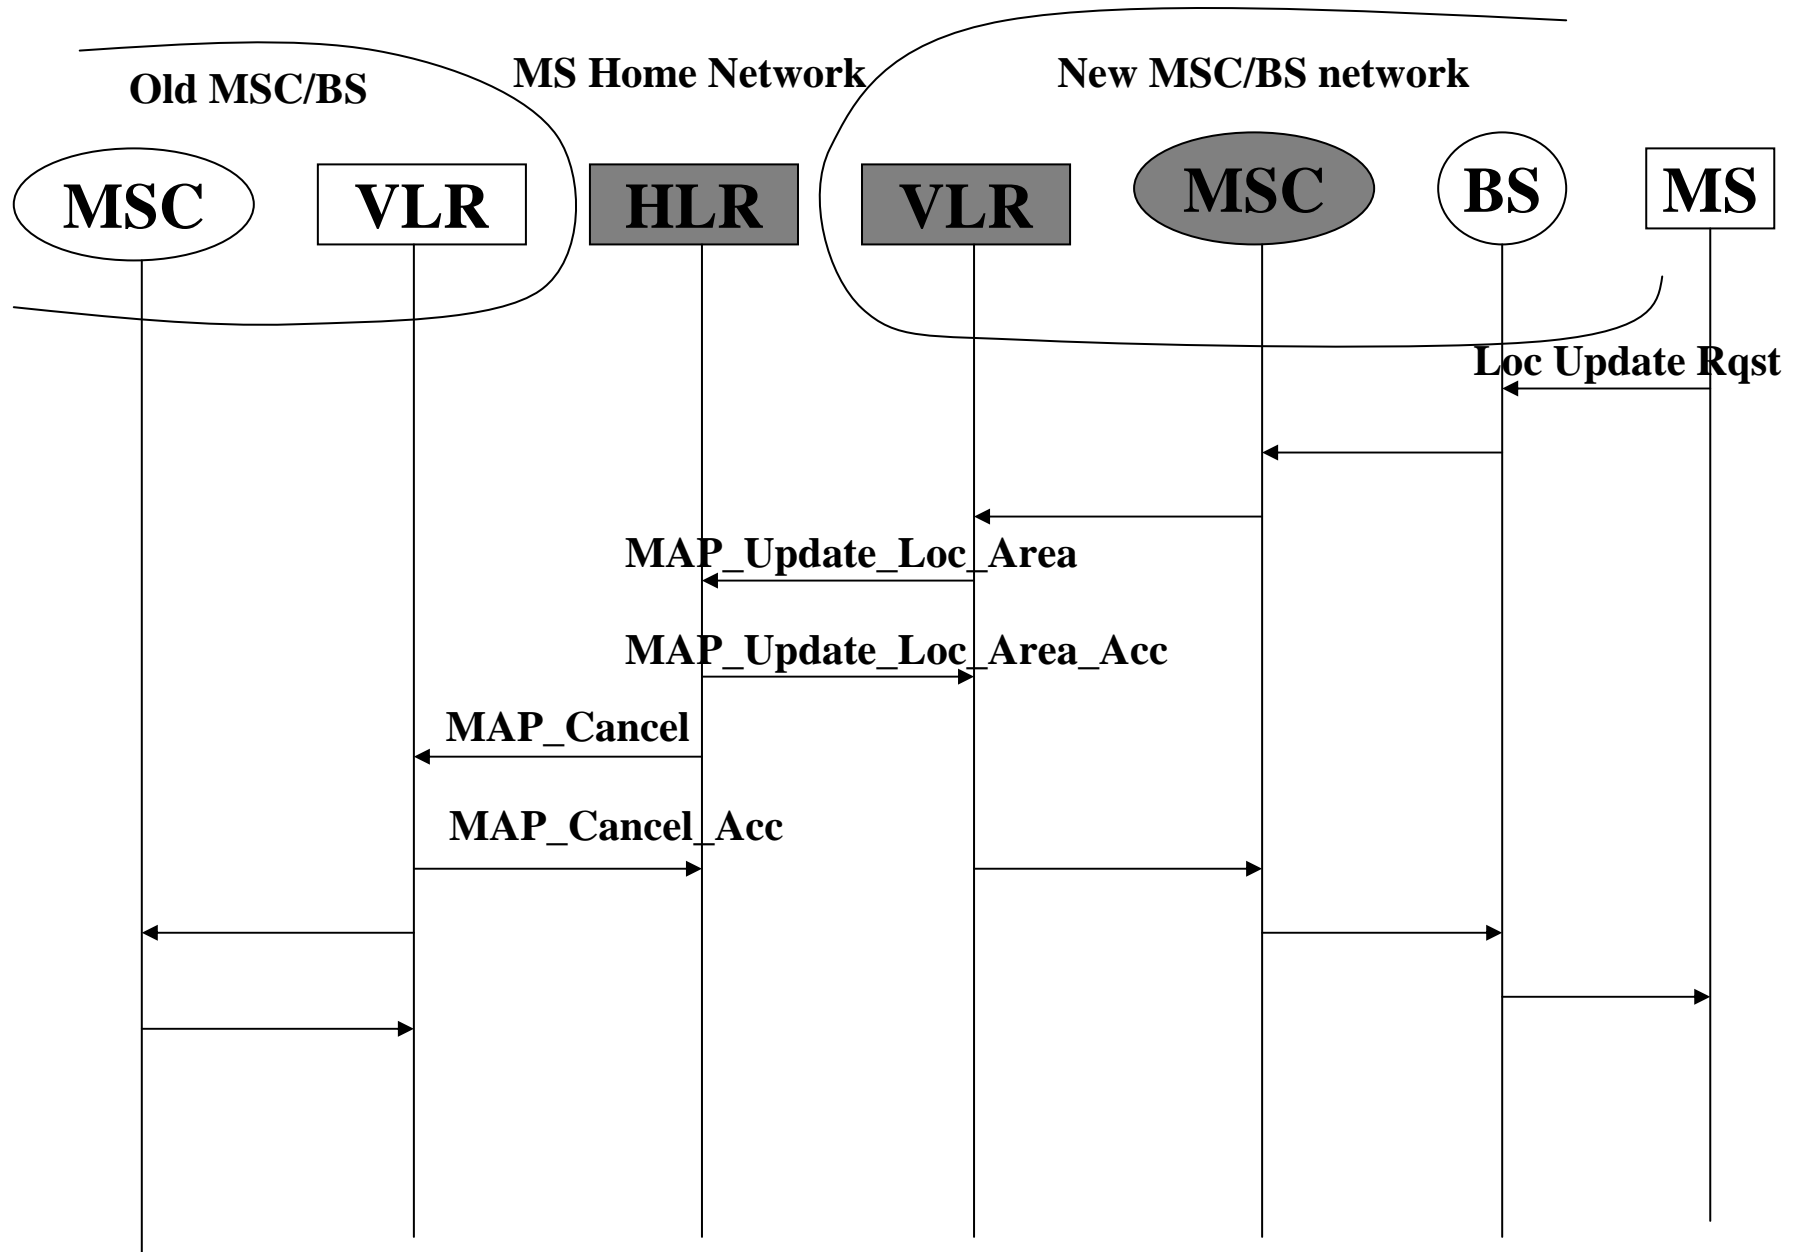 Old MSC/BS
MS Home Network
New MSC/BS network
MSC
VLR
HLR
VLR
MSC
BS
MS
Loc Update Rqst
MAP_Update_Loc_Area
MAP_Update_Loc_Area_Acc
MAP_Cancel
MAP_Cancel_Acc